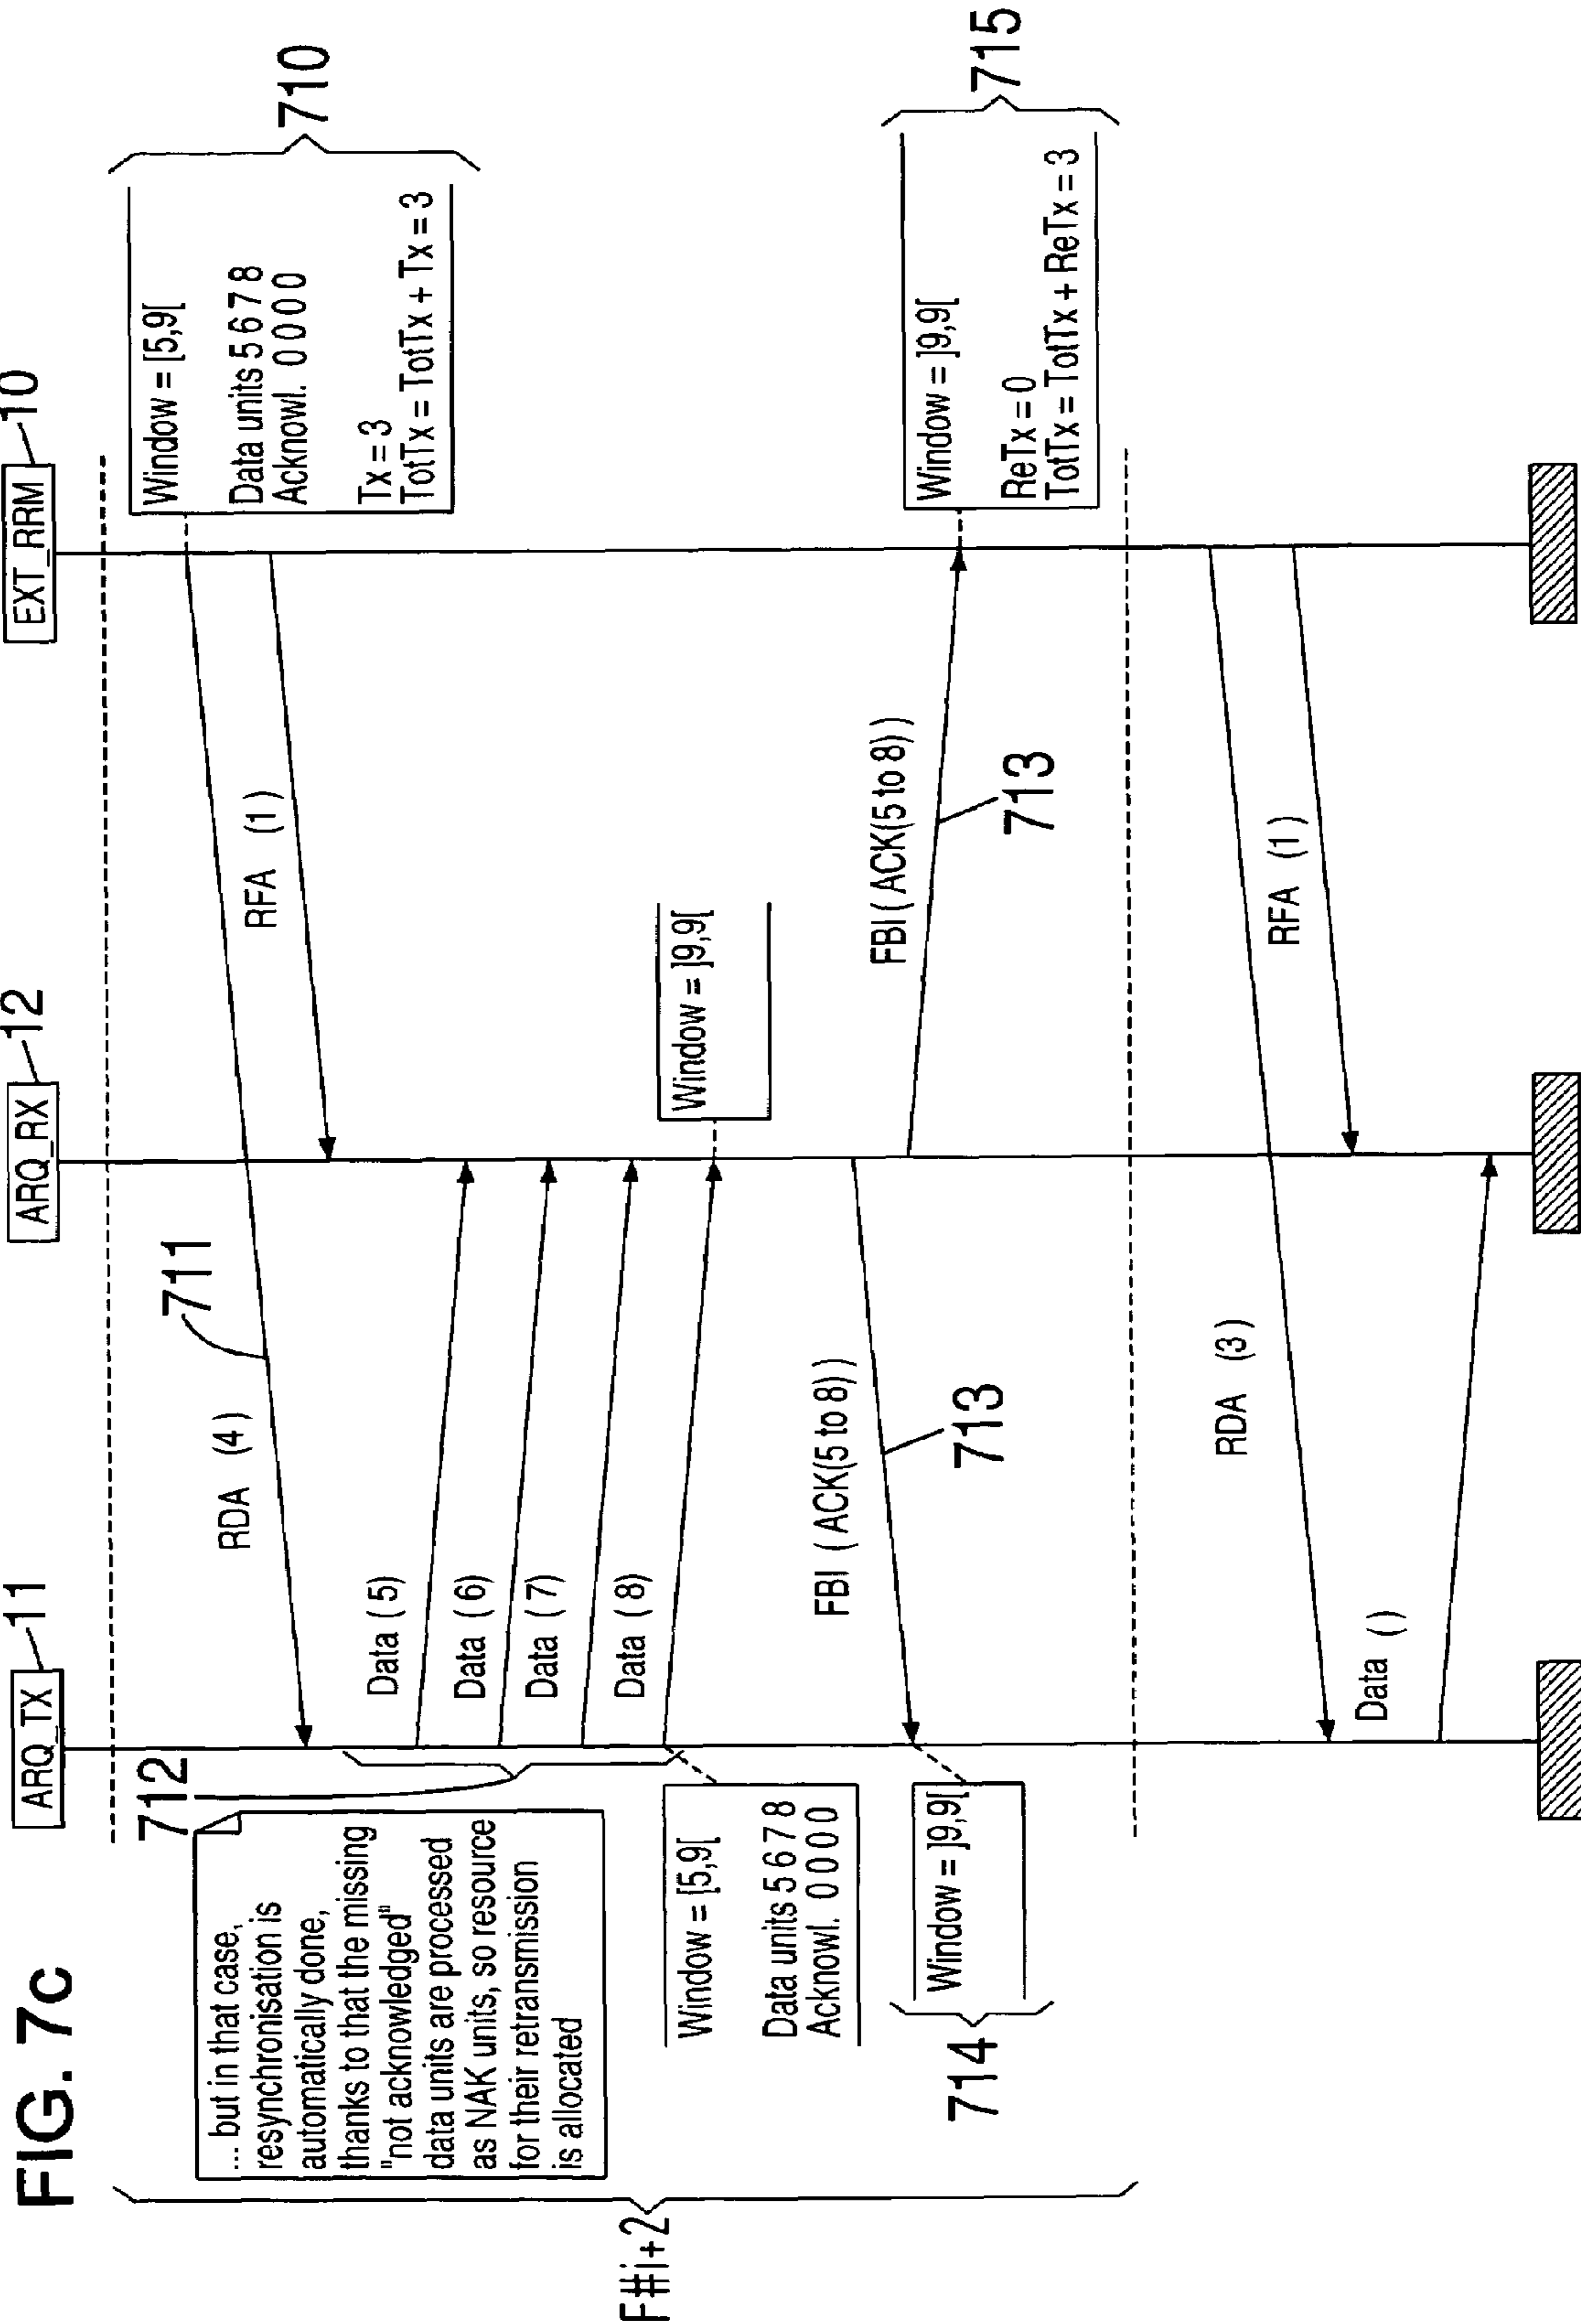 FIG. 7c
ARQ_TX
11
ARQ_RX
12
EXT_RRM
10
F#i+2
... but in that case,
resynchronisation is
automatically done,
thanks to that the missing
"not acknowledged"
data units are processed
as NAK units, so resource
for their retransmission
is allocated
712
RDA (4)
711
RFA (1)
Window = [5,9[
Data units 5 6 7 8
Acknowl. 0 0 0 0
Tx = 3
TotTx = TotTx + Tx = 3
710
Data (5)
Data (6)
Data (7)
Data (8)
Window = [5,9[
Data units 5 6 7 8
Acknowl. 0 0 0 0
Window = ]9,9[
FBI (ACK(5 to 8))
713
FBI (ACK(5 to 8))
713
714
Window = ]9,9[
Window = ]9,9[
ReTx = 0
TotTx = TotTx + ReTx = 3
715
RDA (3)
RFA (1)
Data ()